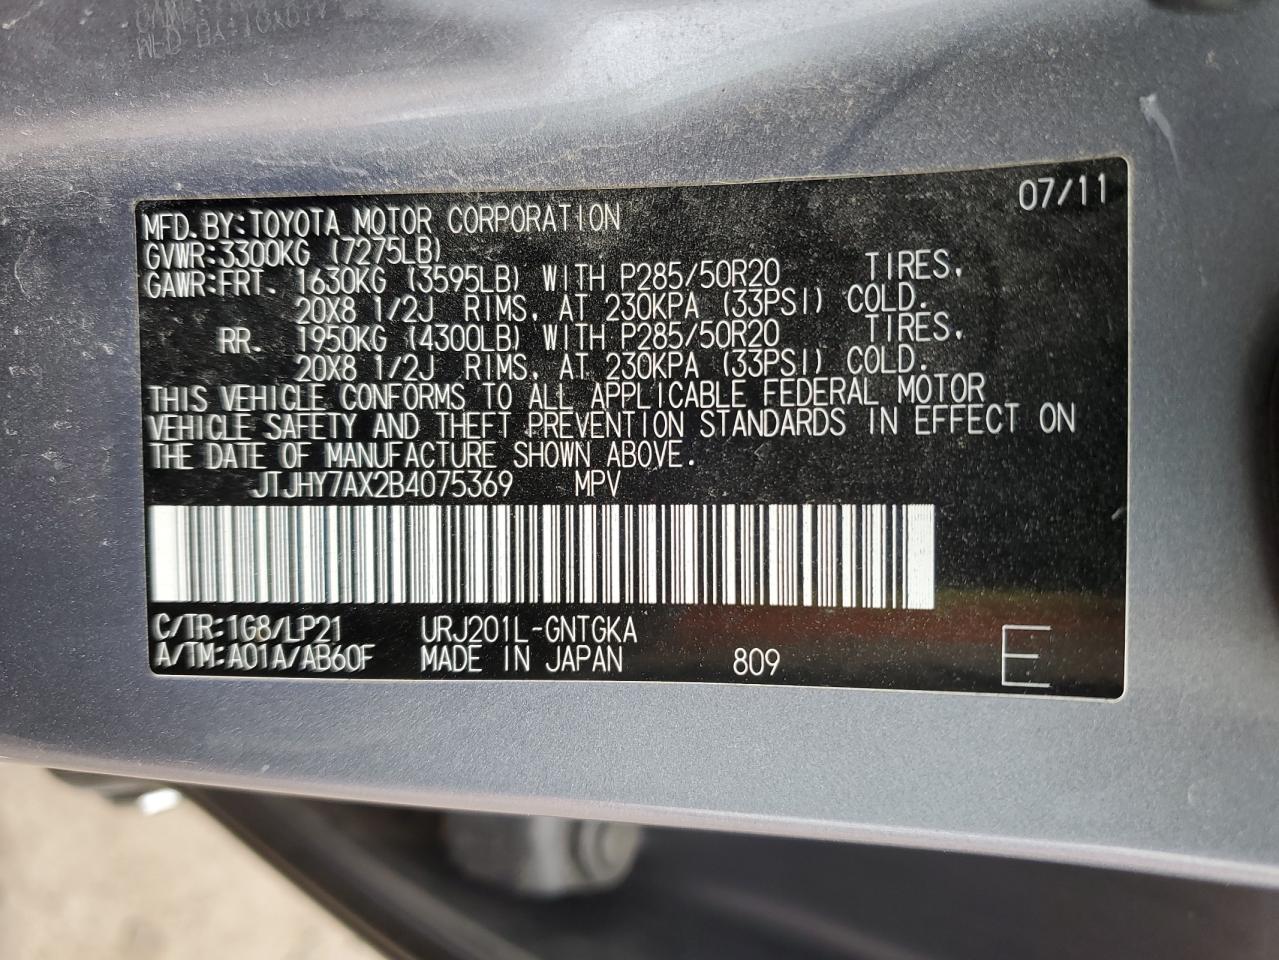 07/11
MFD.BY:TOYOTA MOTOR CORPORATION
GVWR:3300KG (7275LB)
GAWR:FRT. 1630KG (3595LB) WITH P285/50R20 TIRES,
20X8 1/2J RIMS, AT 230KPA (33PSI) COLD.
RR. 1950KG (4300LB) WITH P285/50R20 TIRES,
20X8 1/2J RIMS, AT 230KPA (33PSI) COLD.
THIS VEHICLE CONFORMS TO ALL APPLICABLE FEDERAL MOTOR
VEHICLE SAFETY AND THEFT PREVENTION STANDARDS IN EFFECT ON
THE DATE OF MANUFACTURE SHOWN ABOVE.
JTJHY7AX2B4075369 MPV
C/TR:1G8/LP21 URJ201L-GNTGKA
A/TM:A01A/AB60F MADE IN JAPAN 809 E